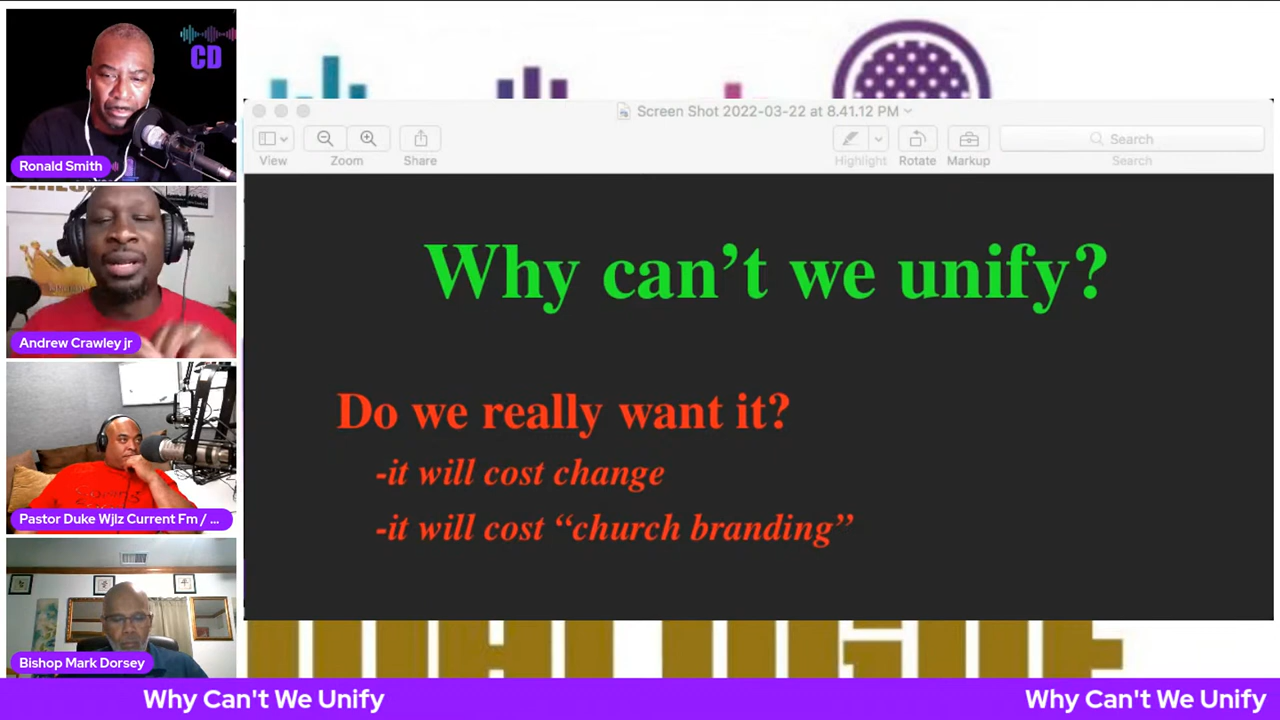 CD
Ronald Smith
Andrew Crawley jr
Pastor Duke Wjlz Current Fm / ...
Bishop Mark Dorsey
Screen Shot 2022-03-22 at 8.41.12 PM
View
Zoom
Share
Highlight
Rotate
Markup
Search
Search
Why can’t we unify?
Do we really want it?
-it will cost change
-it will cost “church branding”
Why Can't We Unify
Why Can't We Unify